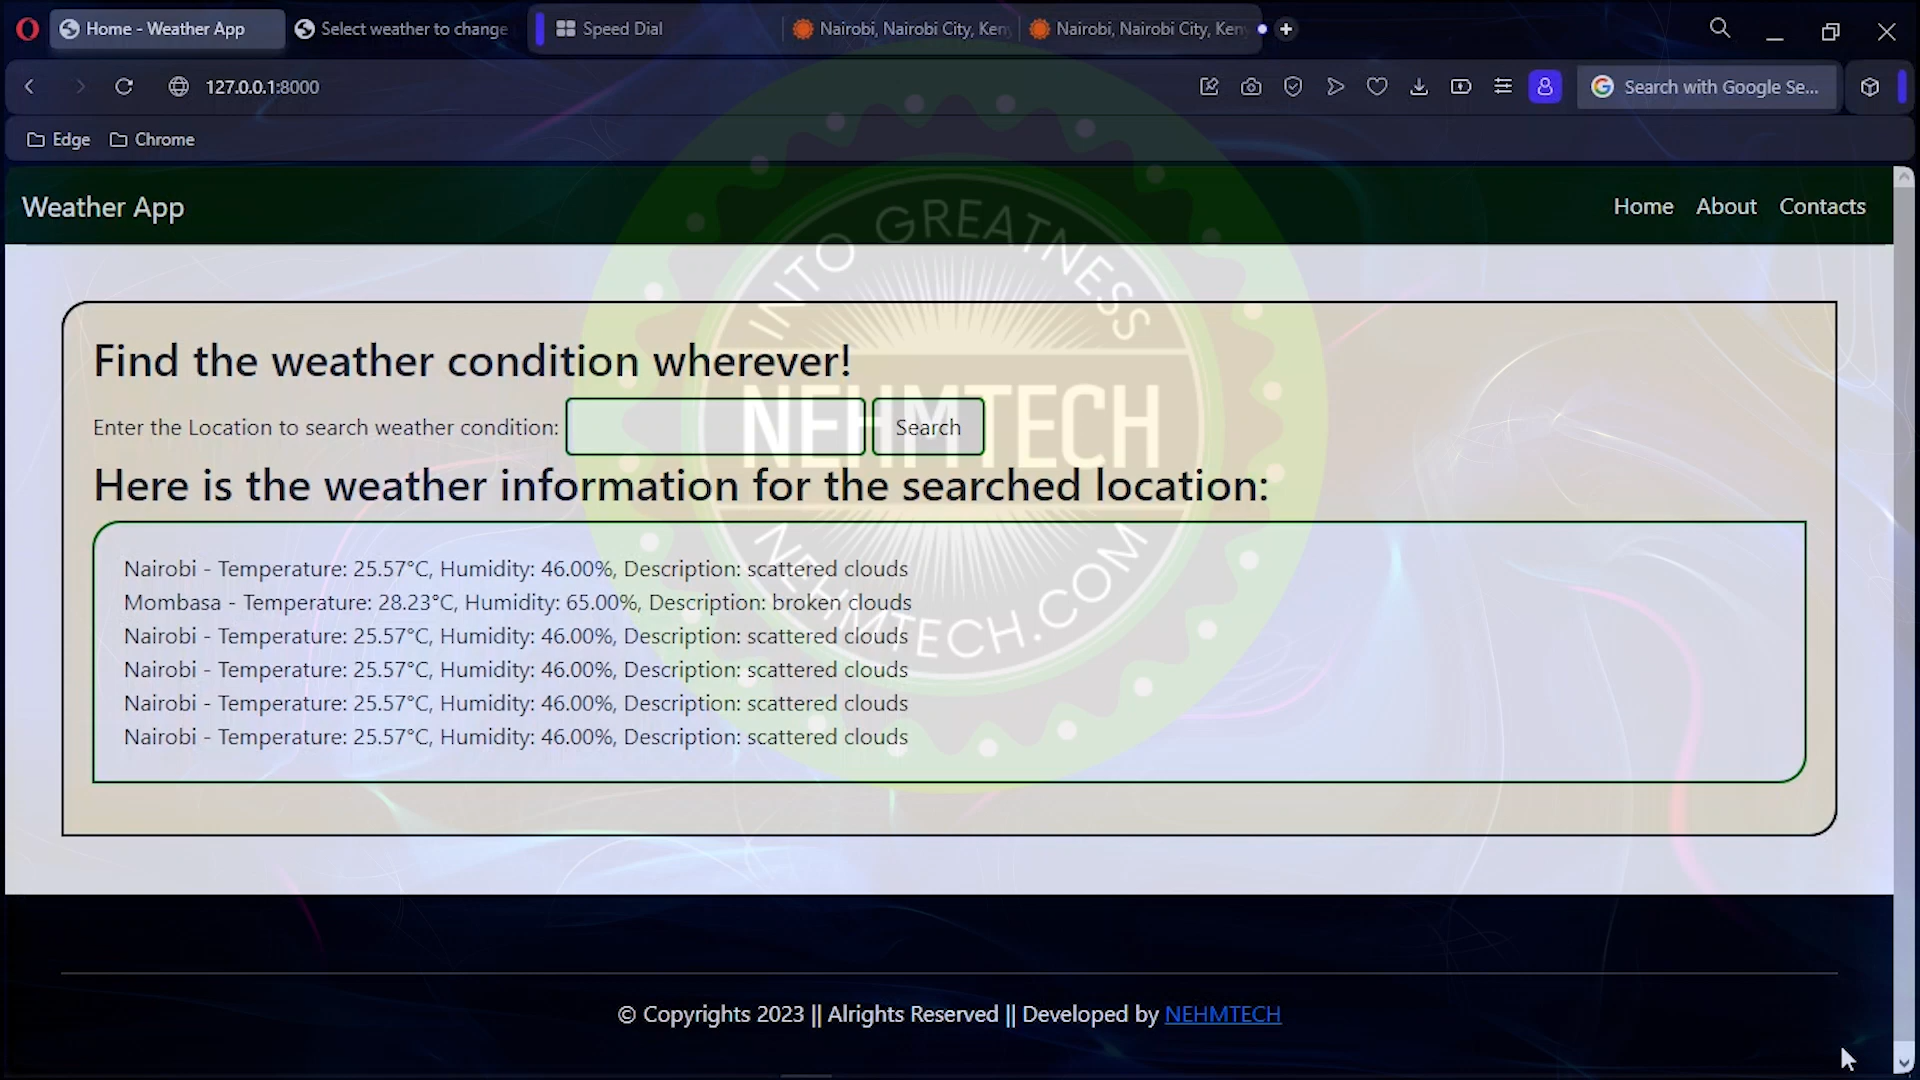 Home - Weather App
Select weather to change
Speed Dial
Nairobi, Nairobi City, Ken
Nairobi, Nairobi City, Ken
127.0.0.1:8000
Search with Google Se...
Edge
Chrome
Weather App
Home
About
Contacts
INTO GREATNESS
NEHMTECH
NEHMTECH.COM
Find the weather condition wherever!
Enter the Location to search weather condition:
Search
Here is the weather information for the searched location:
Nairobi - Temperature: 25.57°C, Humidity: 46.00%, Description: scattered clouds
Mombasa - Temperature: 28.23°C, Humidity: 65.00%, Description: broken clouds
Nairobi - Temperature: 25.57°C, Humidity: 46.00%, Description: scattered clouds
Nairobi - Temperature: 25.57°C, Humidity: 46.00%, Description: scattered clouds
Nairobi - Temperature: 25.57°C, Humidity: 46.00%, Description: scattered clouds
Nairobi - Temperature: 25.57°C, Humidity: 46.00%, Description: scattered clouds
© Copyrights 2023 || Alrights Reserved || Developed by NEHMTECH